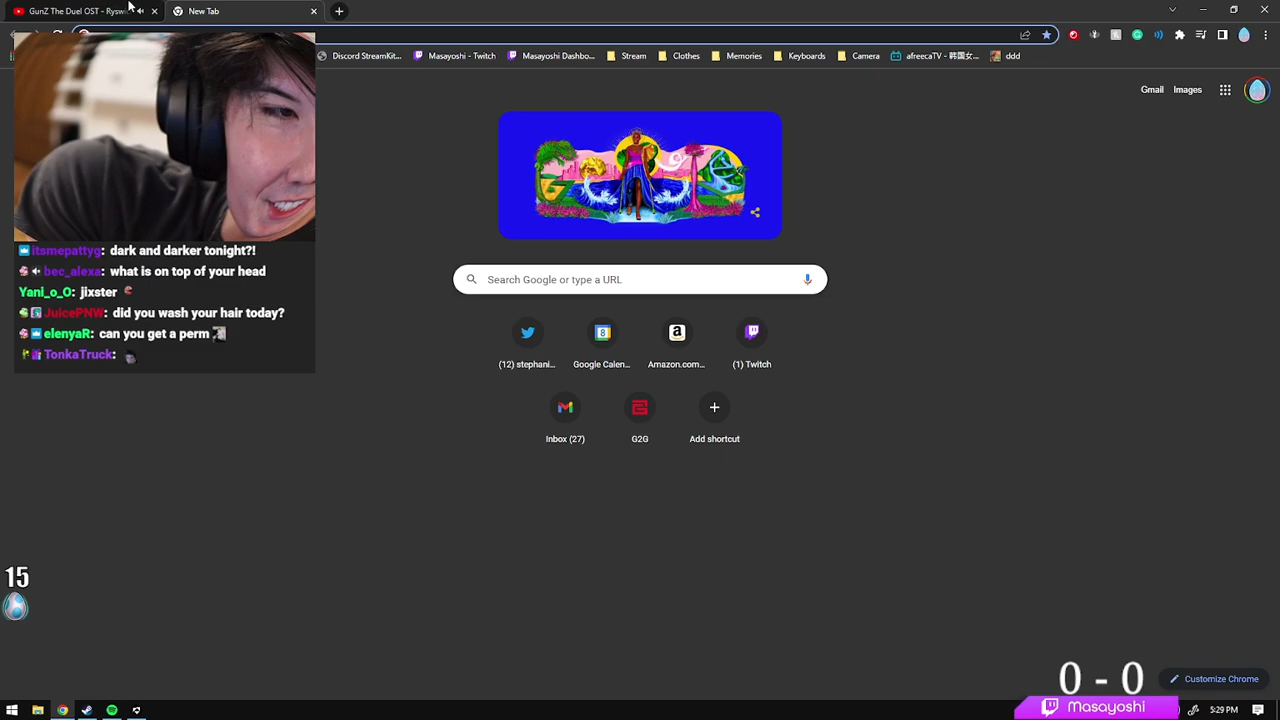 GunZ The Duel OST - Rysw
New Tab
Discord StreamKit...
Masayoshi - Twitch
Masayoshi Dashbo...
Stream
Clothes
Memories
Keyboards
Camera
afreecaTV - 韩国女...
ddd
Gmail
Images
itsmepattyg: dark and darker tonight?!
bec_alexa: what is on top of your head
Yani_o_O: jixster
JuicePNW: did you wash your hair today?
elenyaR: can you get a perm
TonkaTruck:
Search Google or type a URL
(12) stephani...
Google Calen...
Amazon.com...
(1) Twitch
Inbox (27)
G2G
Add shortcut
15
0 - 0
Customize Chrome
Masayoshi
5:29 PM